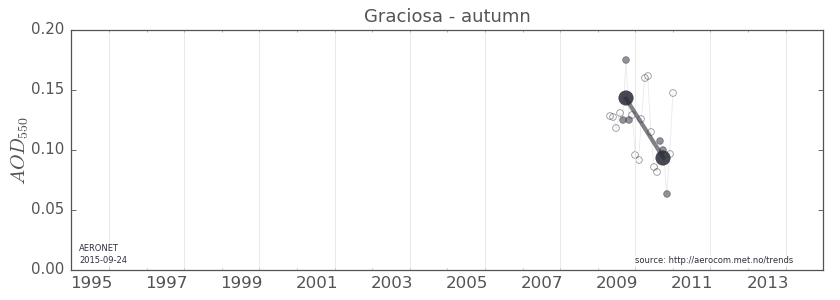 Graciosa - autumn
0.20
0.15
0.10
0.05
0.00
AOD550
AERONET
2015-09-24
source: http://aerocom.met.no/trends
1995 1997 1999 2001 2003 2005 2007 2009 2011 2013